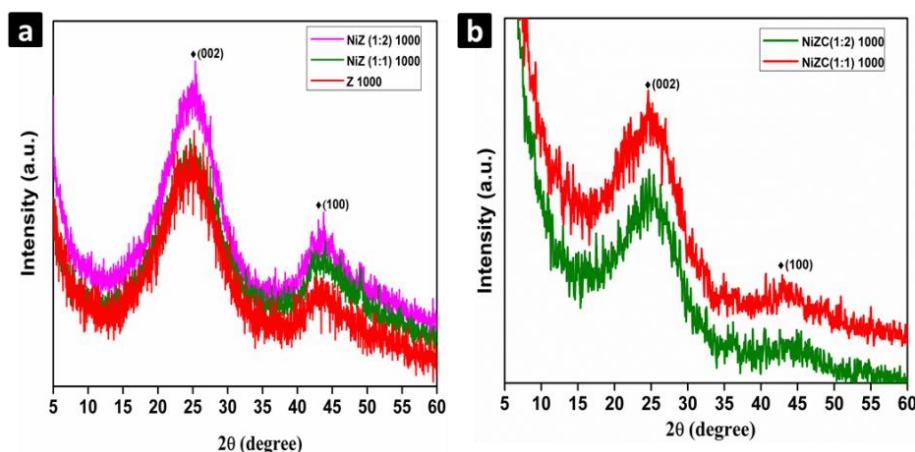 a
NiZ (1:2) 1000
NiZ (1:1) 1000
Z 1000
♦(002)
♦(100)
Intensity (a.u.)
5 10 15 20 25 30 35 40 45 50 55 60
2θ (degree)
b
NiZC(1:2) 1000
NiZC(1:1) 1000
♦(002)
♦(100)
Intensity (a.u.)
5 10 15 20 25 30 35 40 45 50 55 60
2θ (degree)